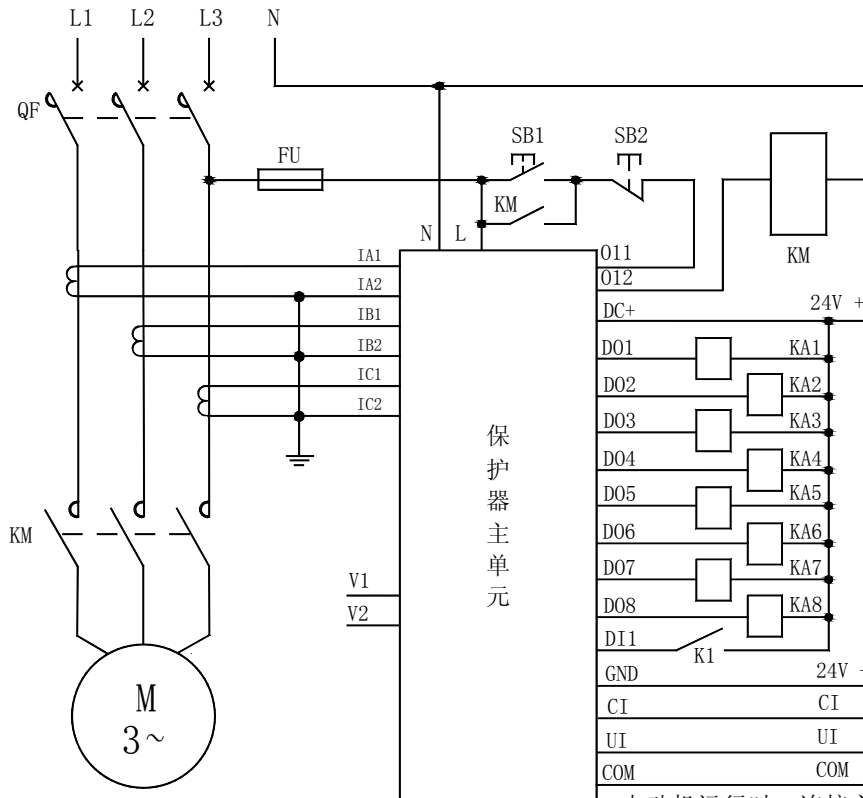 L1 L2 L3 N
QF
FU
SB1 SB2
KM
KM
N L
IA1
IA2
IB1
IB2
IC1
IC2
KM
V1
V2
M
3~
保护器主单元
O11
O12
DC+ 24V +
DO1 KA1
DO2 KA2
DO3 KA3
DO4 KA4
DO5 KA5
DO6 KA6
DO7 KA7
DO8 KA8
DI1 K1
GND 24V -
CI CI
UI UI
COM COM